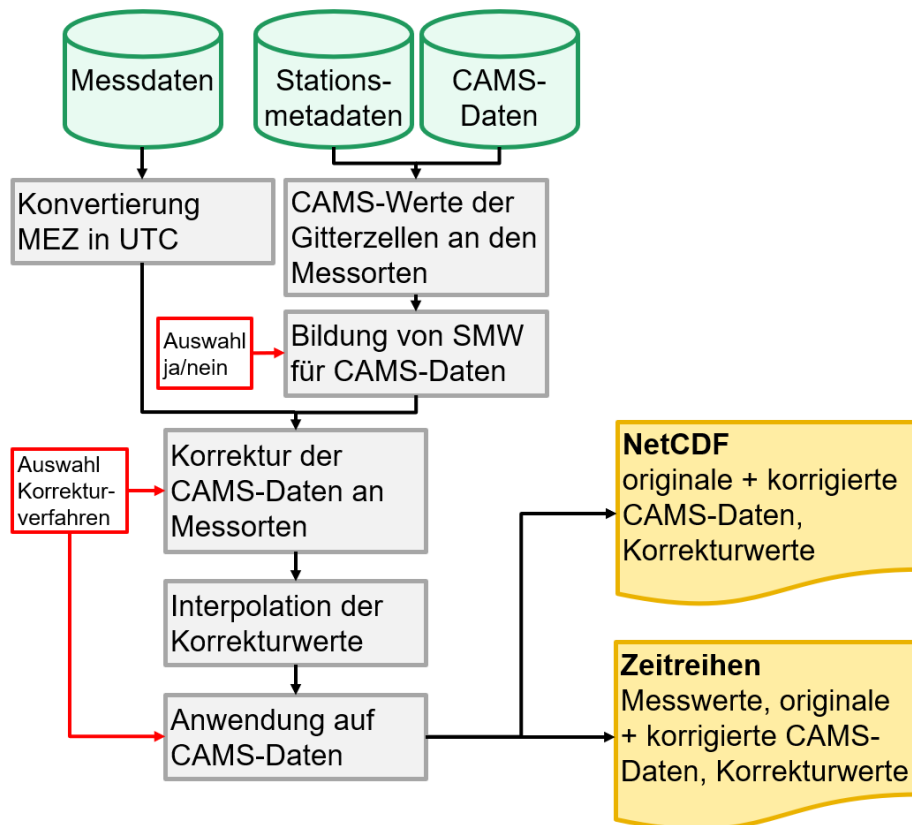 Messdaten
Stations-
metadaten
CAMS-
Daten
Konvertierung
MEZ in UTC
CAMS-Werte der
Gitterzellen an den
Messorten
Auswahl
ja/nein
Bildung von SMW
für CAMS-Daten
Auswahl
Korrektur-
verfahren
Korrektur der
CAMS-Daten an
Messorten
Interpolation der
Korrekturwerte
Anwendung auf
CAMS-Daten
NetCDF
originale + korrigierte
CAMS-Daten,
Korrekturwerte
Zeitreihen
Messwerte, originale
+ korrigierte CAMS-
Daten, Korrekturwerte